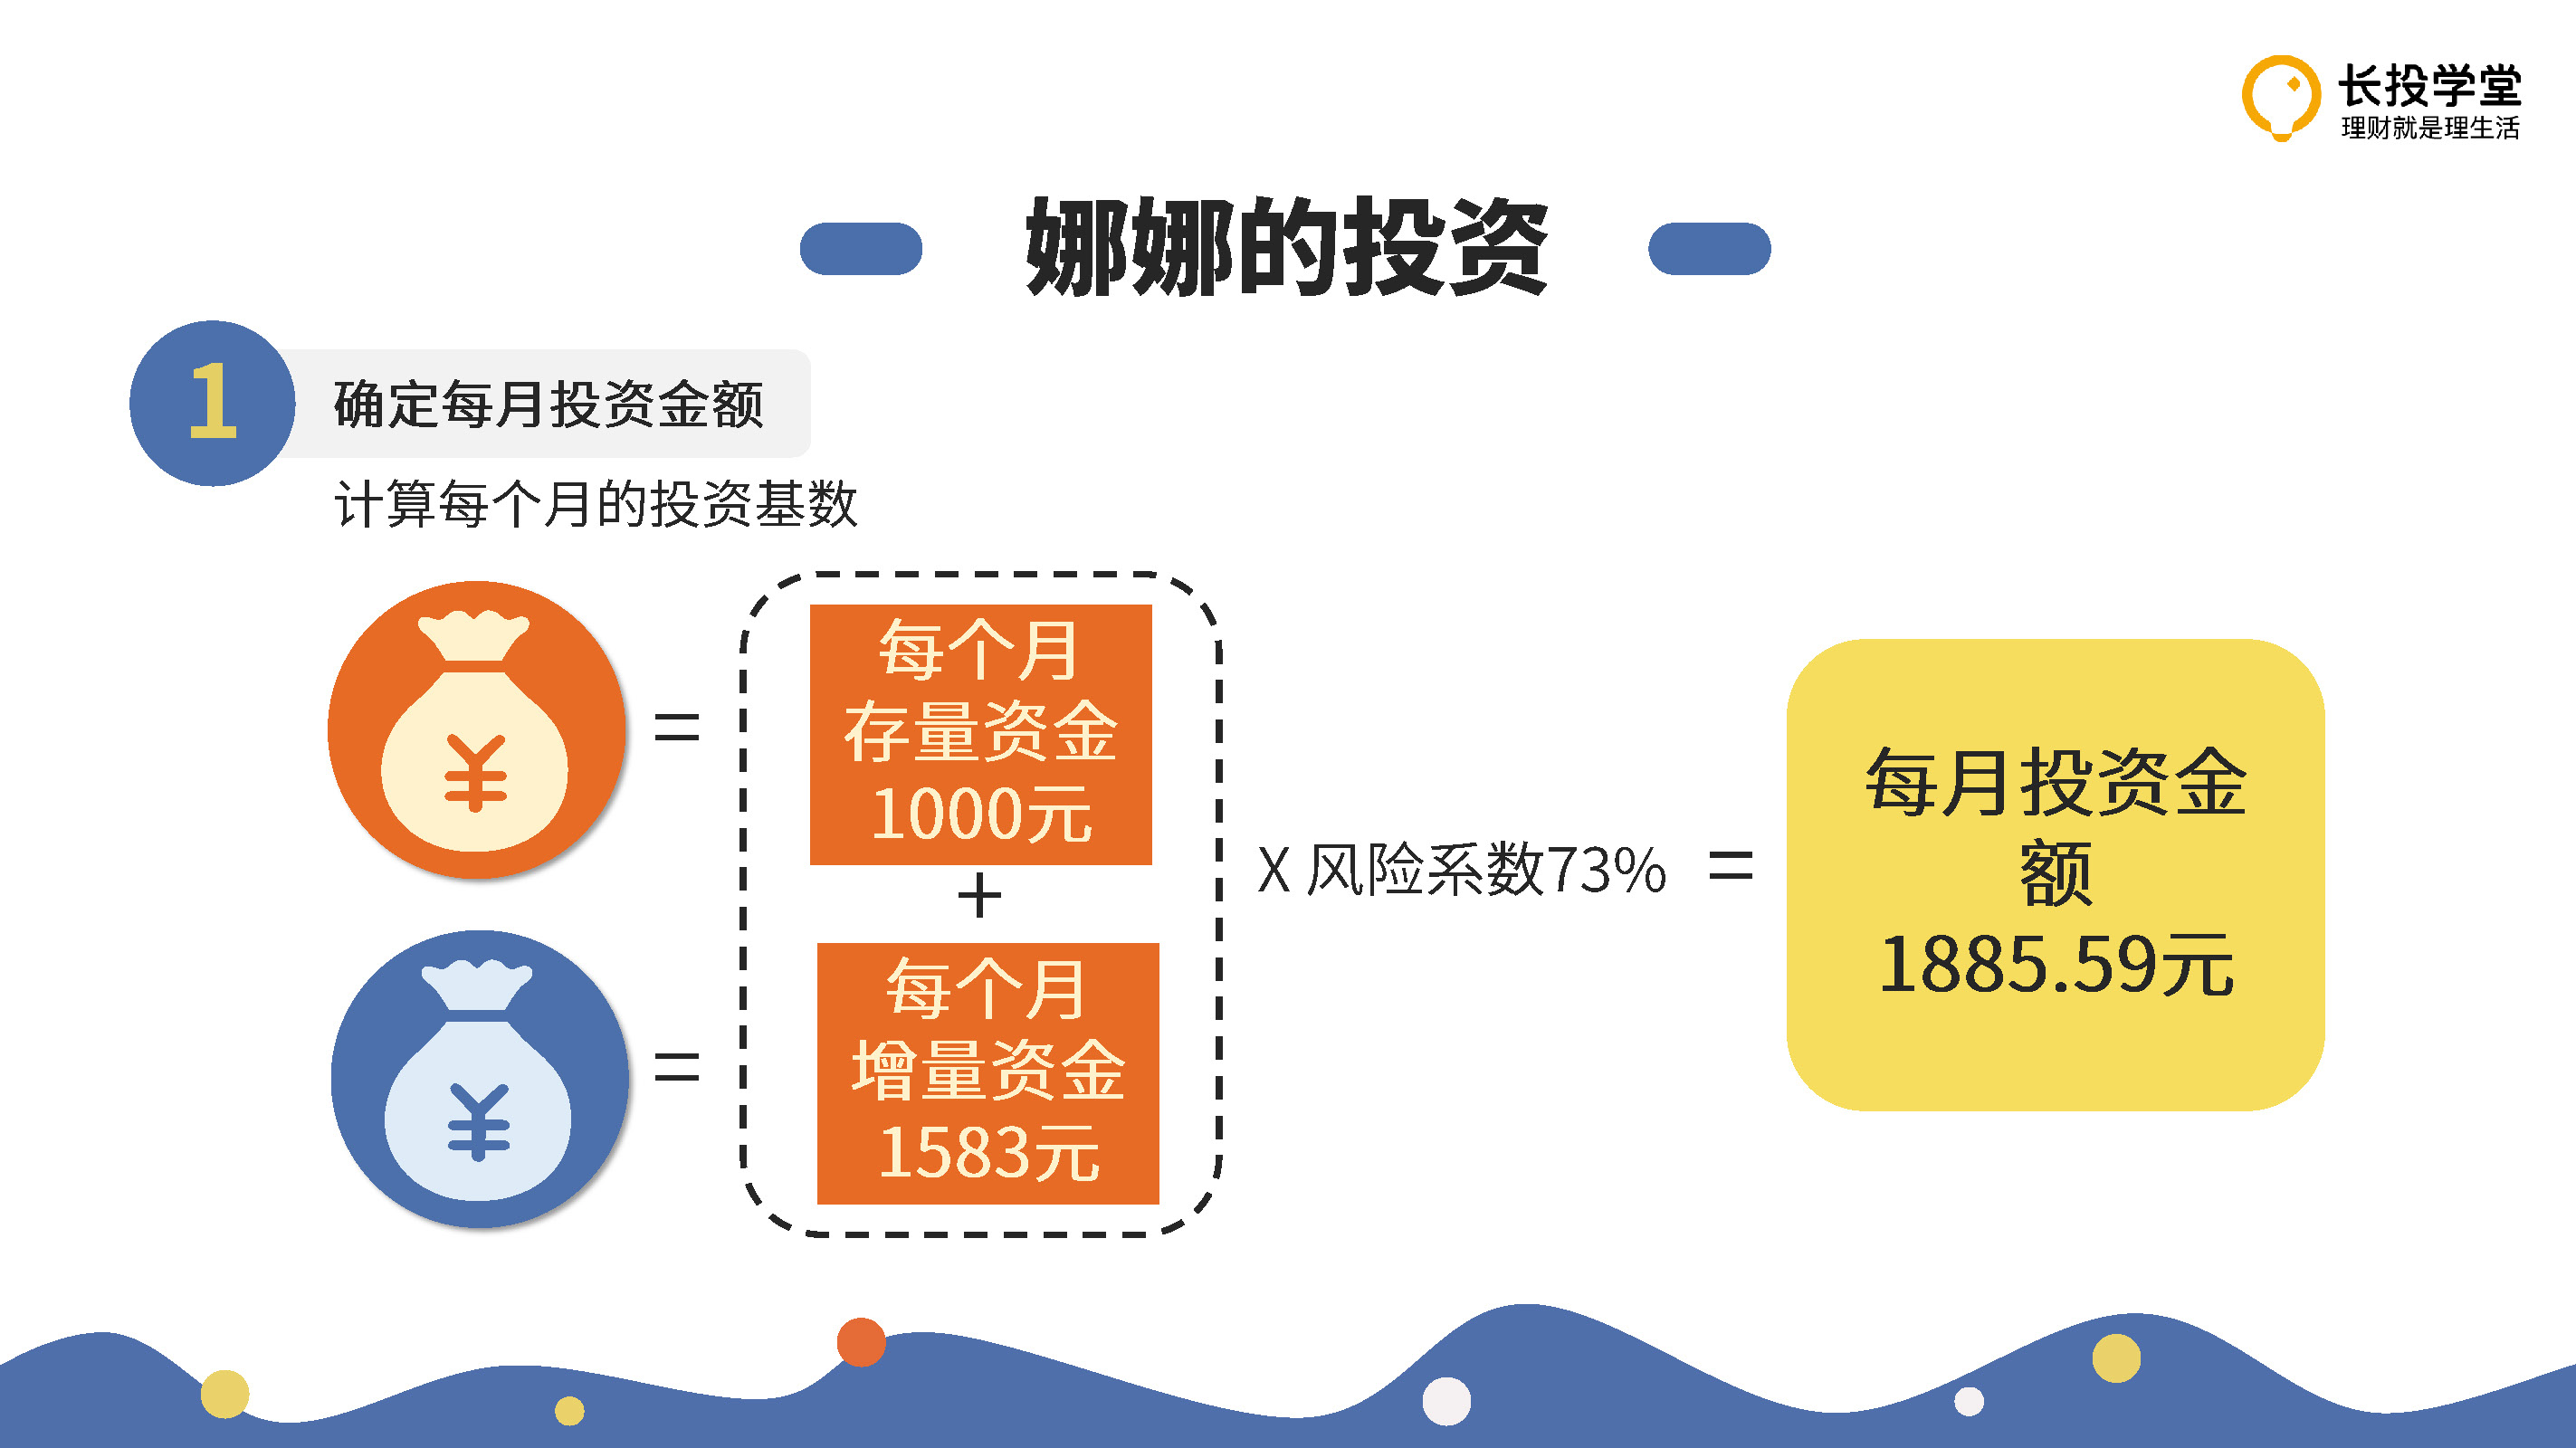 长投学堂
理财就是理生活
娜娜的投资
1
确定每月投资金额
计算每个月的投资基数
¥
=
每个月
存量资金
1000元
+
¥
=
每个月
增量资金
1583元
X 风险系数73%
=
每月投资金
额
1885.59元